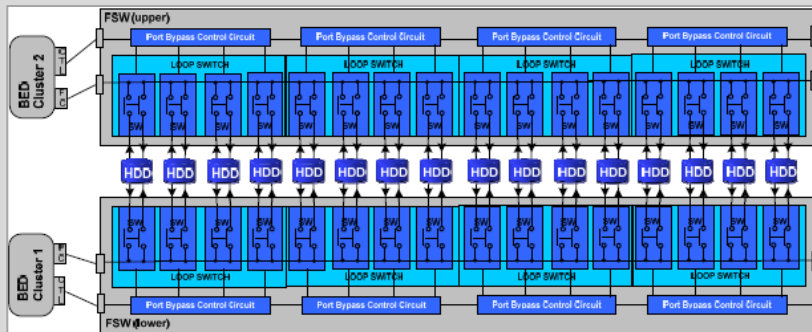 FSW(upper)
Port Bypass Control Circuit Port Bypass Control Circuit Port Bypass Control Circuit Port Bypass Control Circuit
LOOP SWITCH LOOP SWITCH LOOP SWITCH LOOP SWITCH
BED
Cluster 2
SW SW SW SW SW SW SW SW SW SW SW SW SW SW SW SW
HDD HDD HDD HDD HDD HDD HDD HDD HDD HDD HDD HDD HDD HDD HDD HDD
SW SW SW SW SW SW SW SW SW SW SW SW SW SW SW SW
BED
Cluster 1
LOOP SWITCH LOOP SWITCH LOOP SWITCH LOOP SWITCH
Port Bypass Control Circuit Port Bypass Control Circuit Port Bypass Control Circuit Port Bypass Control Circuit
FSW(lower)